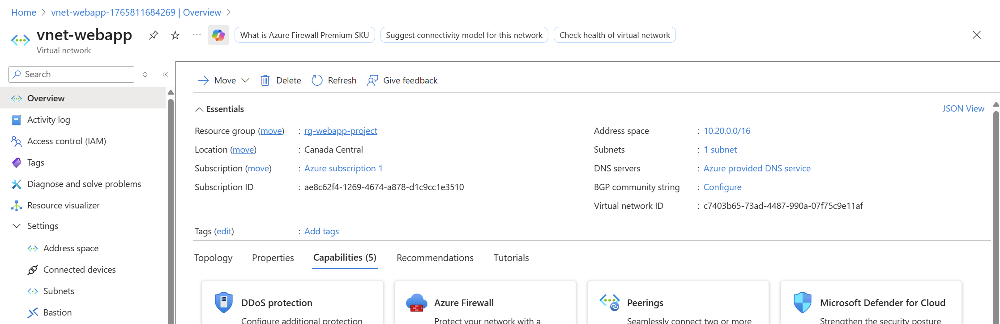 Home > vnet-webapp-1765811684269 | Overview >
vnet-webapp
Virtual network
What is Azure Firewall Premium SKU
Suggest connectivity model for this network
Check health of virtual network
Search
Overview
Activity log
Access control (IAM)
Tags
Diagnose and solve problems
Resource visualizer
Settings
Address space
Connected devices
Subnets
Bastion
Move
Delete
Refresh
Give feedback
Essentials
JSON View
Resource group (move) : rg-webapp-project
Location (move) : Canada Central
Subscription (move) : Azure subscription 1
Subscription ID : ae8c62f4-1269-4674-a878-d1c9cc1e3510
Address space : 10.20.0.0/16
Subnets : 1 subnet
DNS servers : Azure provided DNS service
BGP community string : Configure
Virtual network ID : c7403b65-73ad-4487-990a-07f75c9e11af
Tags (edit) : Add tags
Topology
Properties
Capabilities (5)
Recommendations
Tutorials
DDoS protection
Configure additional protection
Azure Firewall
Protect your network with a
Peerings
Seamlessly connect two or more
Microsoft Defender for Cloud
Strengthen the security posture